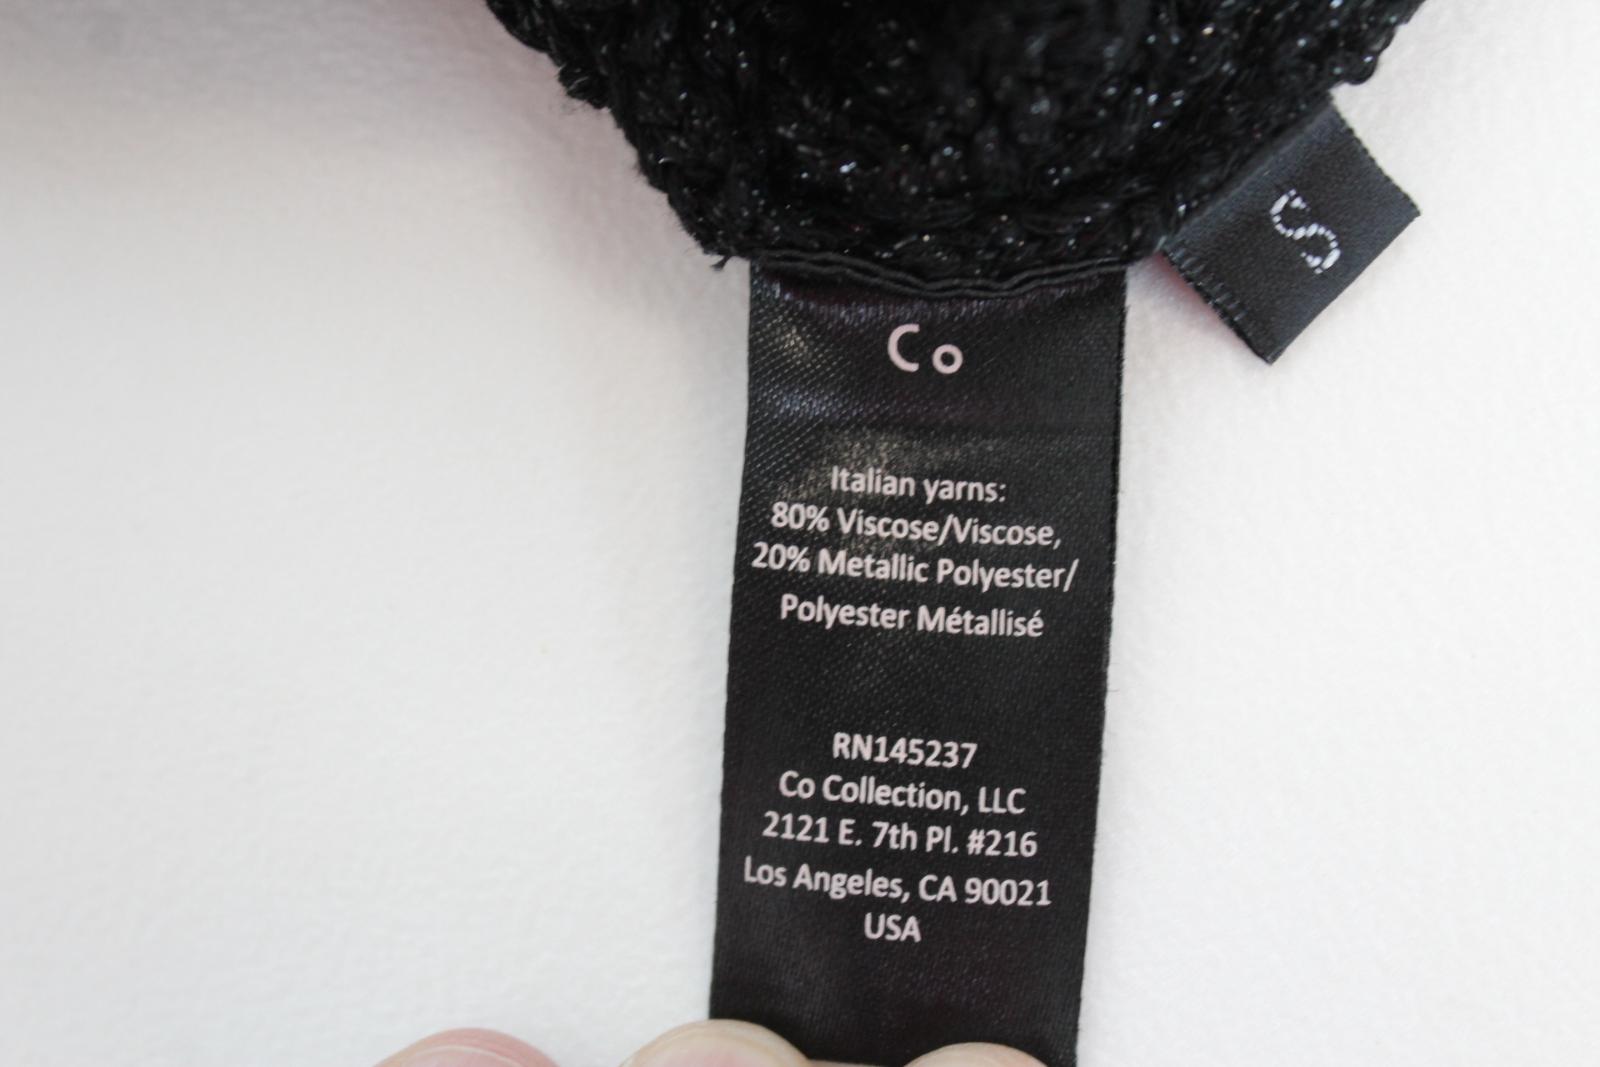 S
Co
Italian yarns:
80% Viscose/Viscose,
20% Metallic Polyester/
Polyester Métallisé
RN145237
Co Collection, LLC
2121 E. 7th Pl. #216
Los Angeles, CA 90021
USA